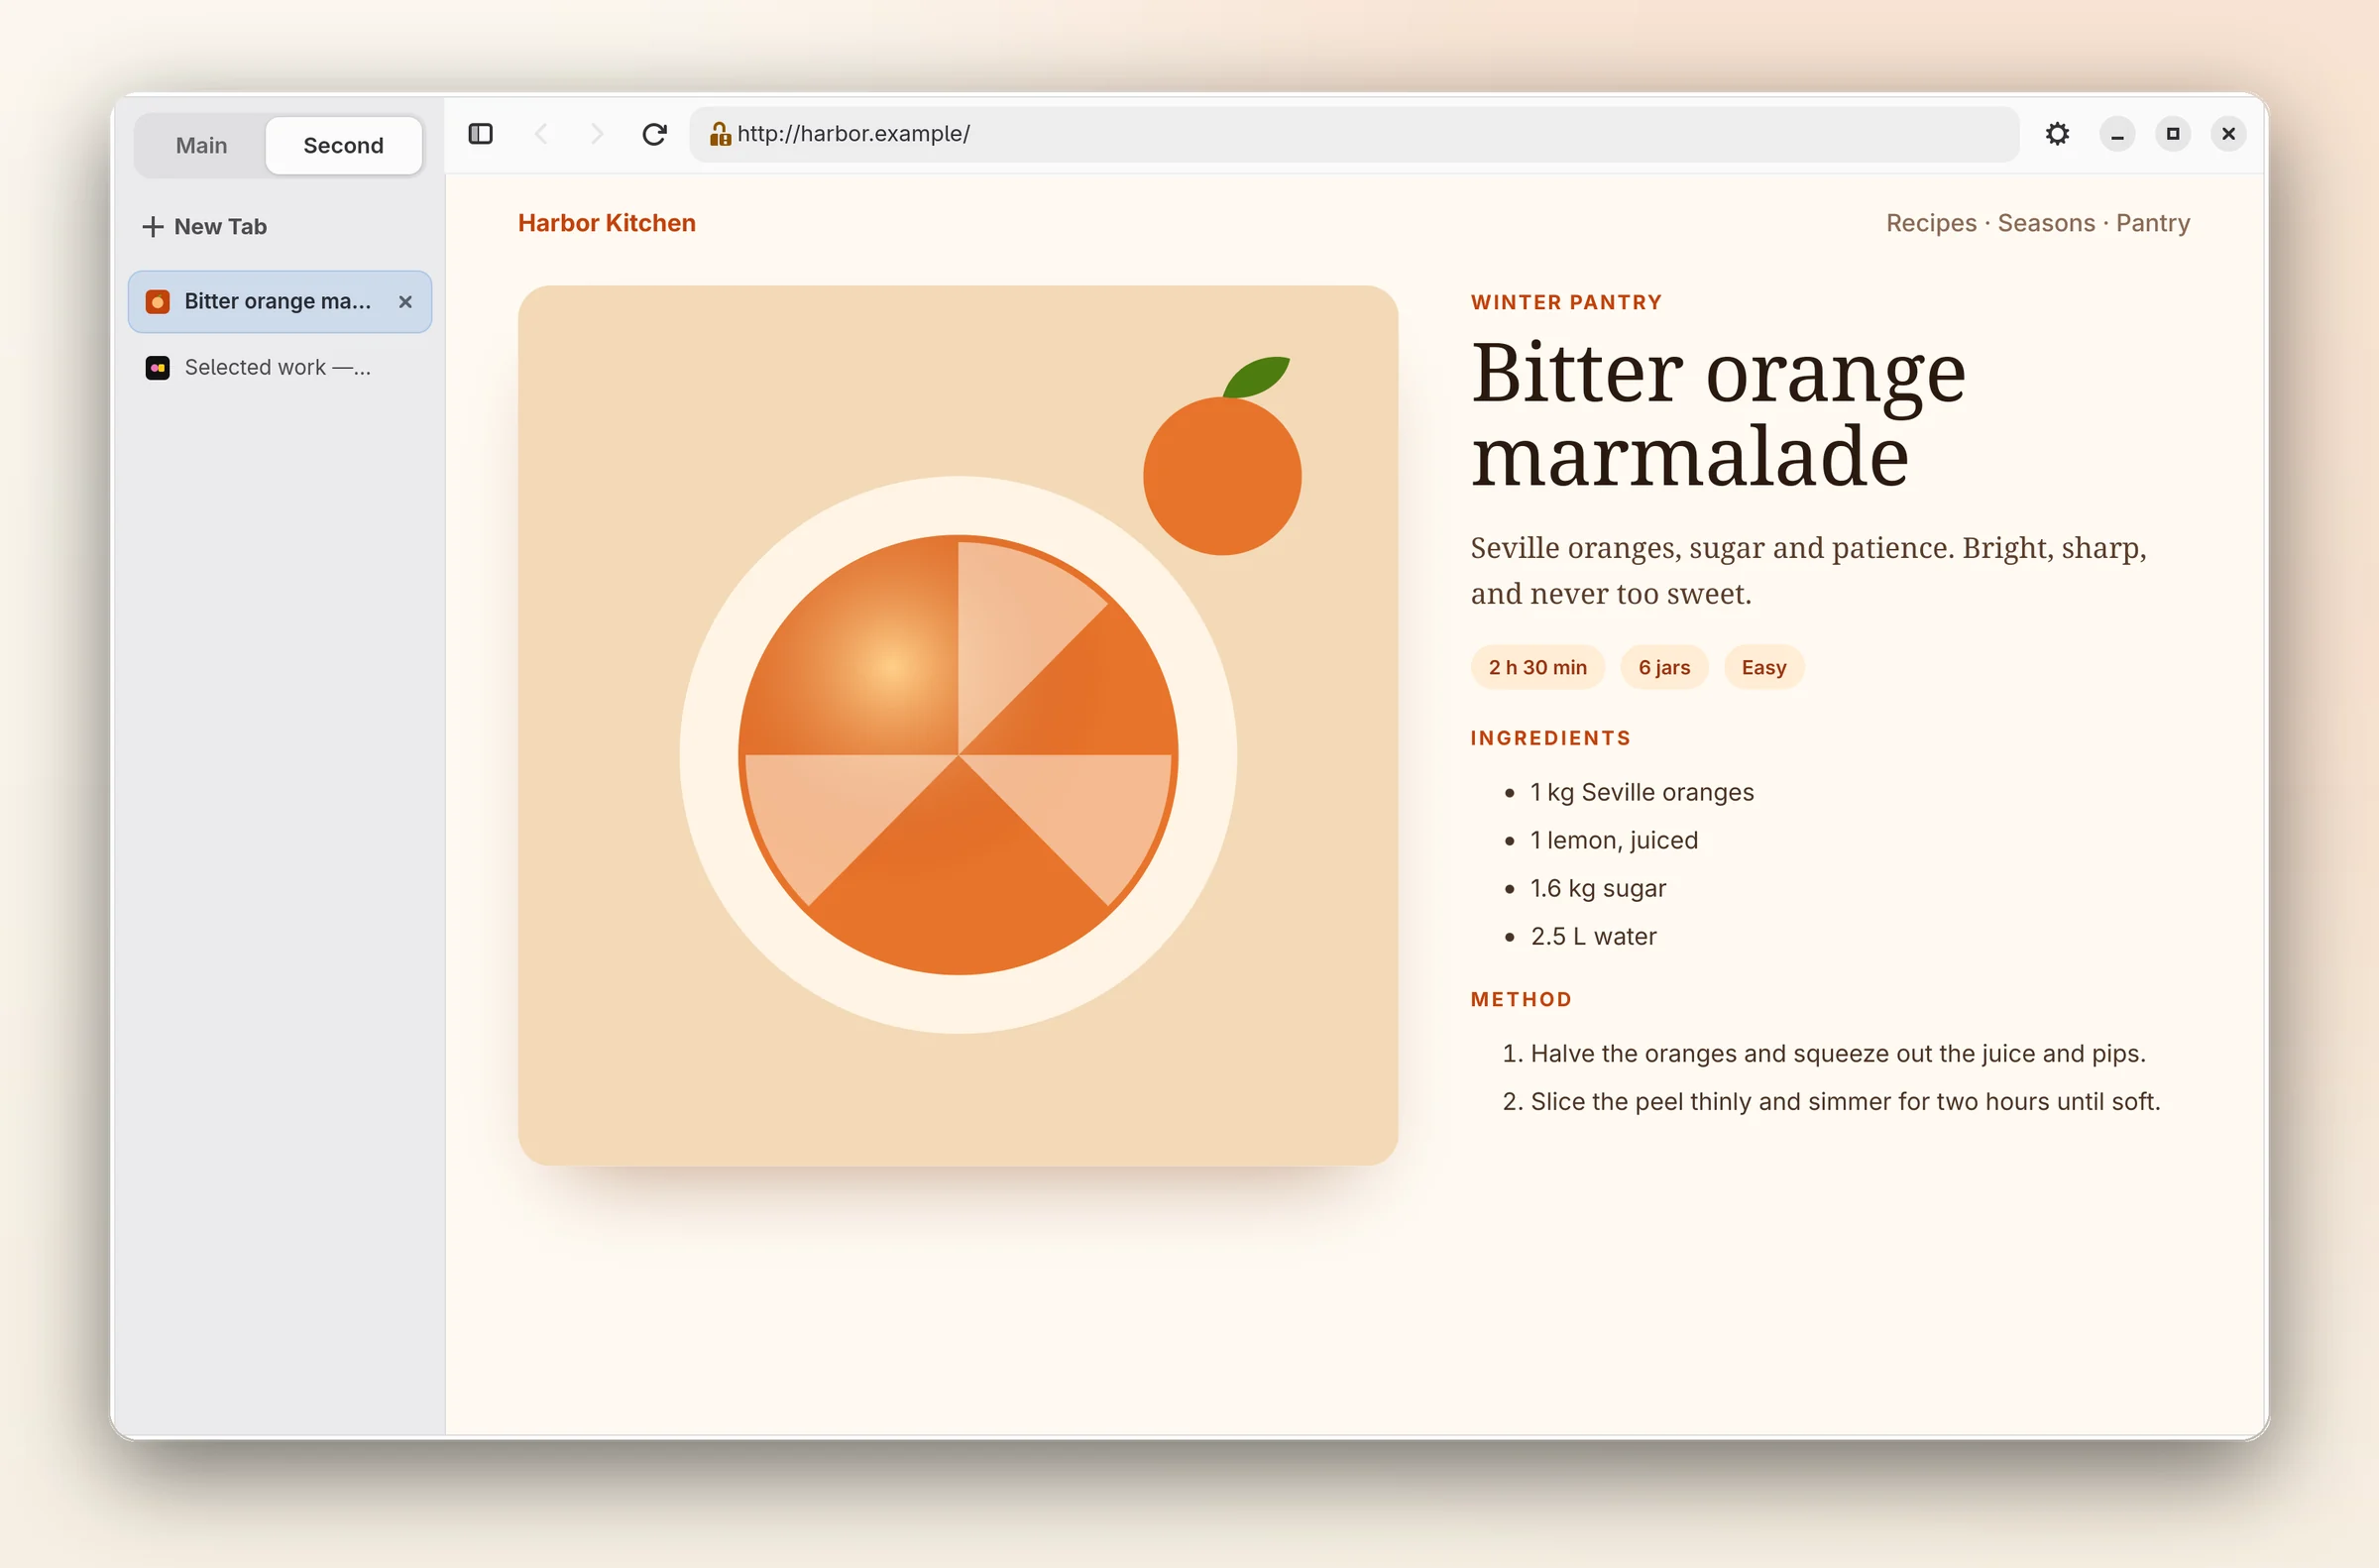 Main
Second
http://harbor.example/
New Tab
Bitter orange ma...
Selected work —...
Harbor Kitchen
Recipes · Seasons · Pantry
WINTER PANTRY
Bitter orange
marmalade
Seville oranges, sugar and patience. Bright, sharp,
and never too sweet.
2 h 30 min
6 jars
Easy
INGREDIENTS
• 1 kg Seville oranges
• 1 lemon, juiced
• 1.6 kg sugar
• 2.5 L water
METHOD
1. Halve the oranges and squeeze out the juice and pips.
2. Slice the peel thinly and simmer for two hours until soft.